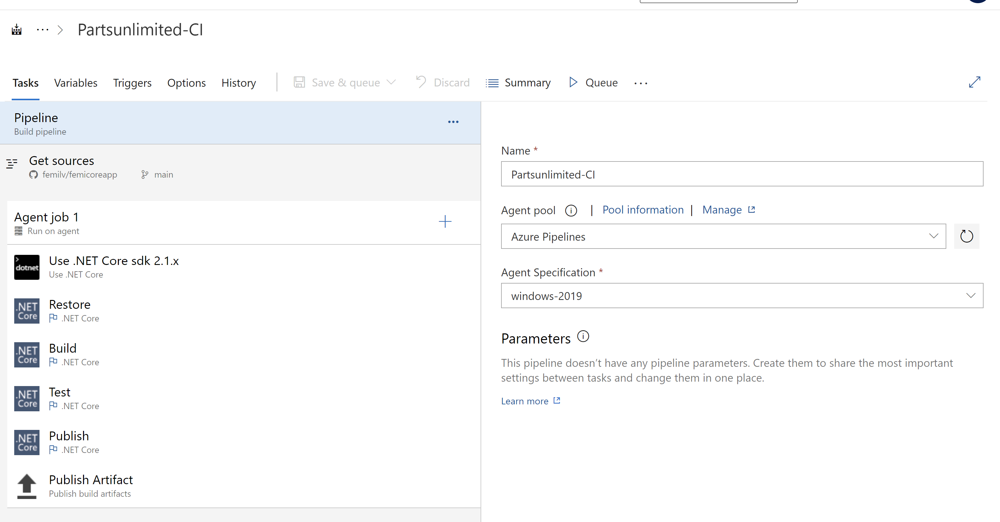 Partsunlimited-CI
Tasks Variables Triggers Options History Save & queue Discard Summary Queue
Pipeline
Build pipeline
Get sources
femilv/femicoreapp main
Agent job 1
Run on agent
dotnet
Use .NET Core sdk 2.1.x
Use .NET Core
.NET
Core
Restore
.NET Core
.NET
Core
Build
.NET Core
.NET
Core
Test
.NET Core
.NET
Core
Publish
.NET Core
Publish Artifact
Publish build artifacts
Name *
Partsunlimited-CI
Agent pool | Pool information | Manage
Azure Pipelines
Agent Specification *
windows-2019
Parameters
This pipeline doesn’t have any pipeline parameters. Create them to share the most important
settings between tasks and change them in one place.
Learn more